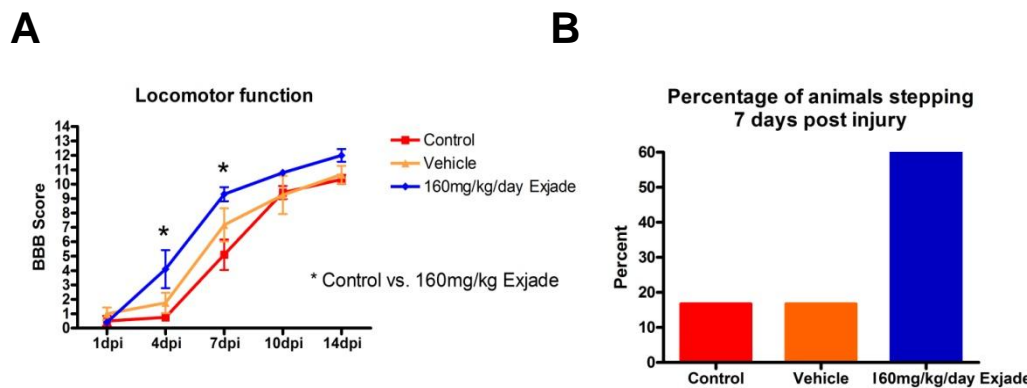 A
Locomotor function
BBB Score
14
13
12
11
10
9
8
7
6
5
4
3
2
1
0
1dpi 4dpi 7dpi 10dpi 14dpi
*
*
Control
Vehicle
160mg/kg/day Exjade
* Control vs. 160mg/kg Exjade
B
Percentage of animals stepping
7 days post injury
Percent
60
50
40
30
20
10
0
Control Vehicle 160mg/kg/day Exjade